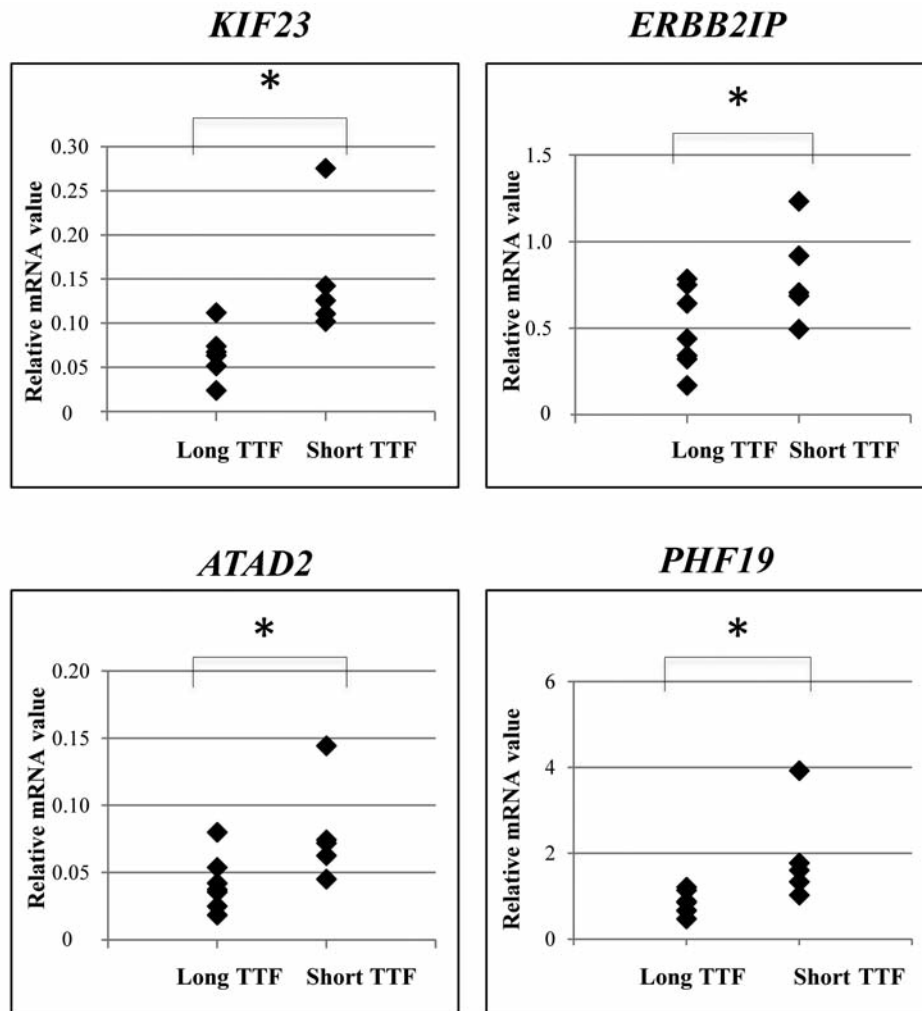 KIF23
*
Relative mRNA value
0.30
0.25
0.20
0.15
0.10
0.05
0
Long TTF Short TTF
ERBB2IP
*
Relative mRNA value
1.5
1.0
0.5
0
Long TTF Short TTF
ATAD2
*
Relative mRNA value
0.20
0.15
0.10
0.05
0
Long TTF Short TTF
PHF19
*
Relative mRNA value
6
4
2
0
Long TTF Short TTF